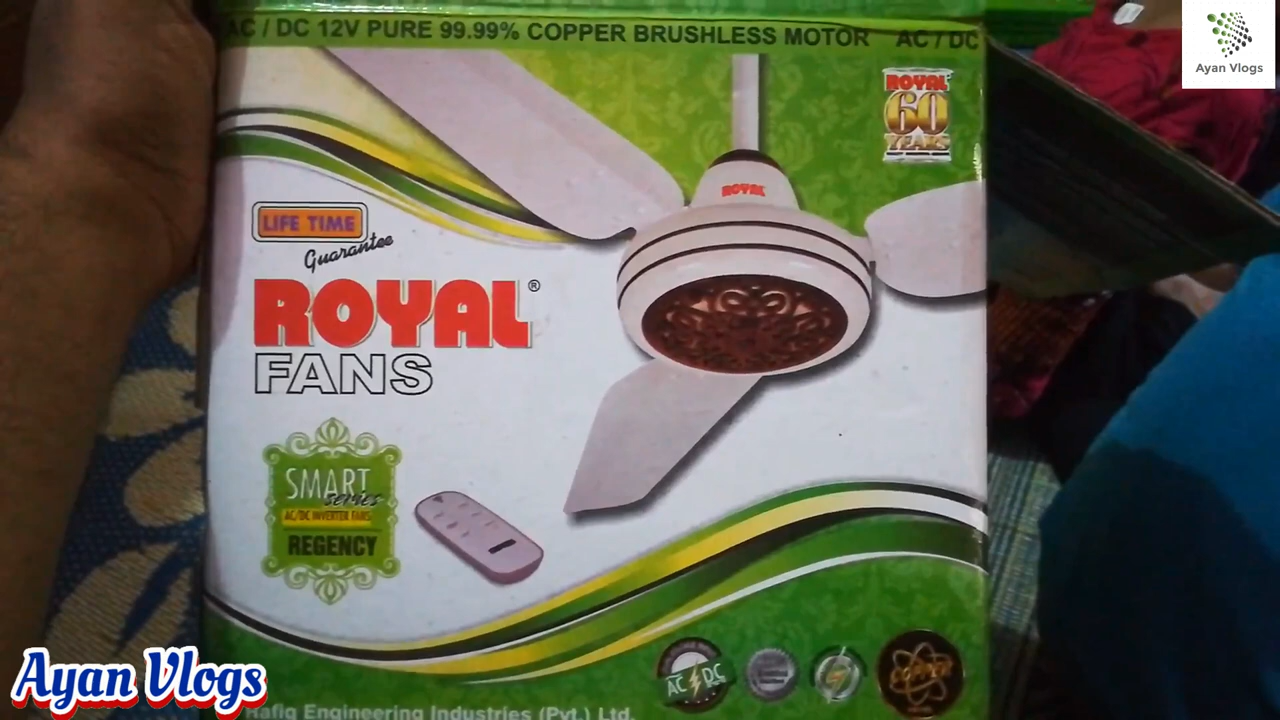 AC / DC 12V PURE 99.99% COPPER BRUSHLESS MOTOR AC / DC
Ayan Vlogs
ROYAL
60
YEARS
ROYAL
LIFE TIME
Guarantee
ROYAL®
FANS
SMART
series
AC/DC INVERTER FANS
REGENCY
AC DC
COPPER
Ayan Vlogs
Rafiq Engineering Industries (Pvt.) Ltd.